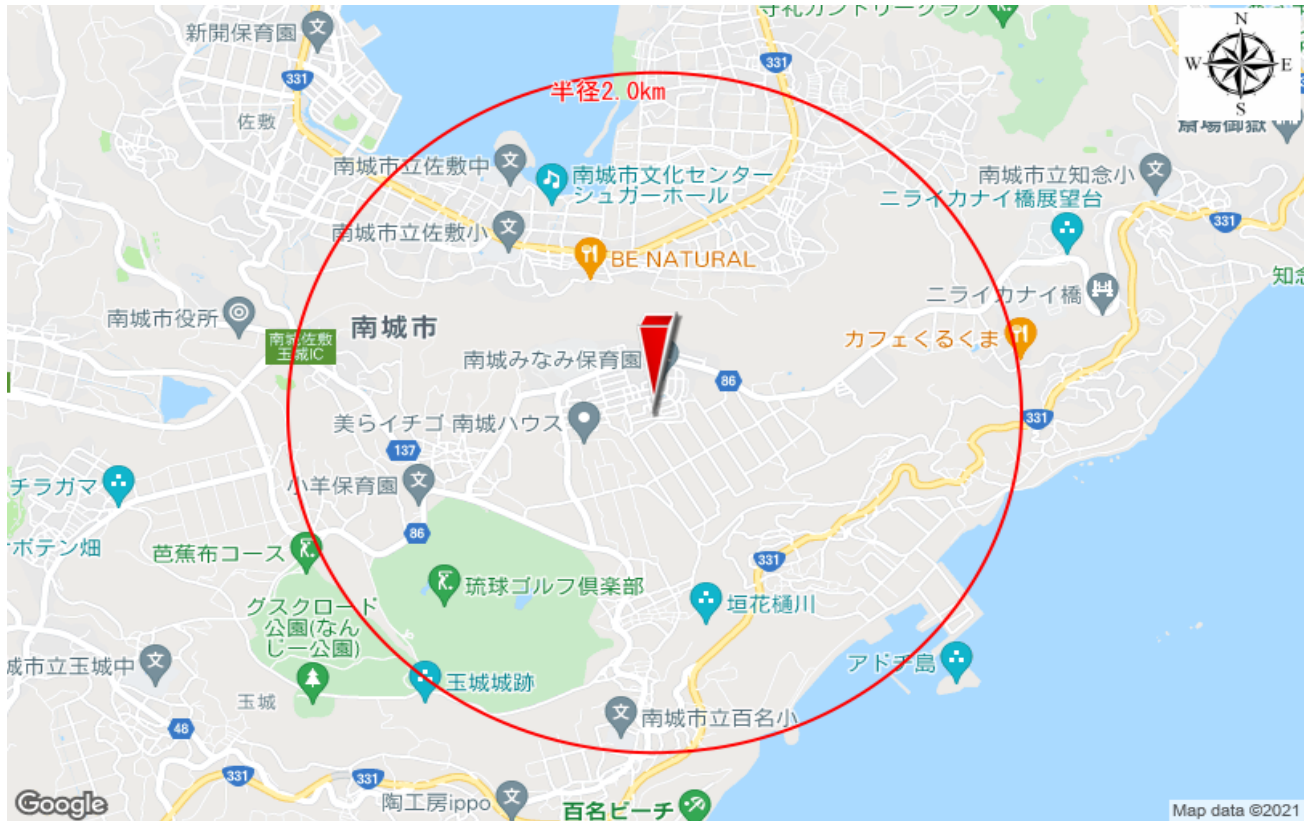 守礼カントリークラブ
新開保育園
N
W
E
S
331
331
半径2.0km
佐敷
斎場御嶽
南城市立佐敷中
南城市文化センター
シュガーホール
南城市立知念小
ニライカナイ橋展望台
331
南城市立佐敷小
BE NATURAL
知念
ニライカナイ橋
南城市役所
南城市
南城佐敷
玉城IC
カフェくるくま
南城みなみ保育園
86
331
美らイチゴ 南城ハウス
137
チラガマ
小羊保育園
86
ナボテン畑
芭蕉布コース
331
琉球ゴルフ倶楽部
垣花樋川
グスクロード
公園(なん
じー公園)
城市立玉城中
アドチ島
玉城城跡
玉城
南城市立百名小
48
331
331
Google
陶工房ippo
百名ビーチ
Map data ©2021